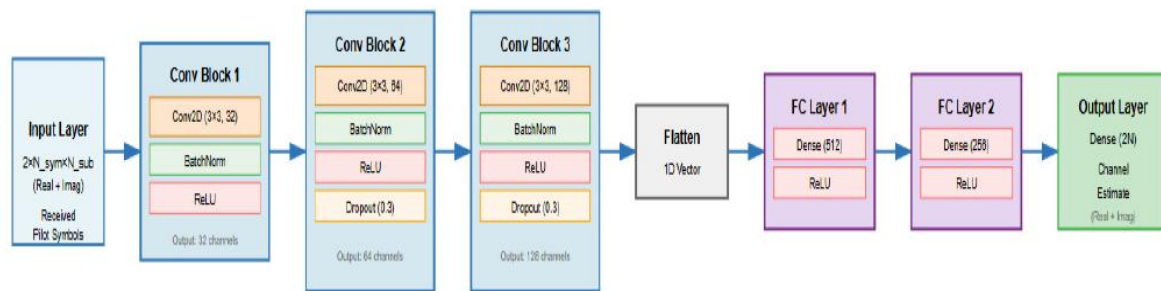 Input Layer
2×N_sym×N_sub
(Real + Imag)
Received
Pilot Symbols
Conv Block 1
Conv2D (3×3, 32)
BatchNorm
ReLU
Output: 32 channels
Conv Block 2
Conv2D (3×3, 64)
BatchNorm
ReLU
Dropout (0.3)
Output: 64 channels
Conv Block 3
Conv2D (3×3, 128)
BatchNorm
ReLU
Dropout (0.3)
Output: 128 channels
Flatten
1D Vector
FC Layer 1
Dense (512)
ReLU
FC Layer 2
Dense (256)
ReLU
Output Layer
Dense (2N)
Channel
Estimate
(Real + Imag)